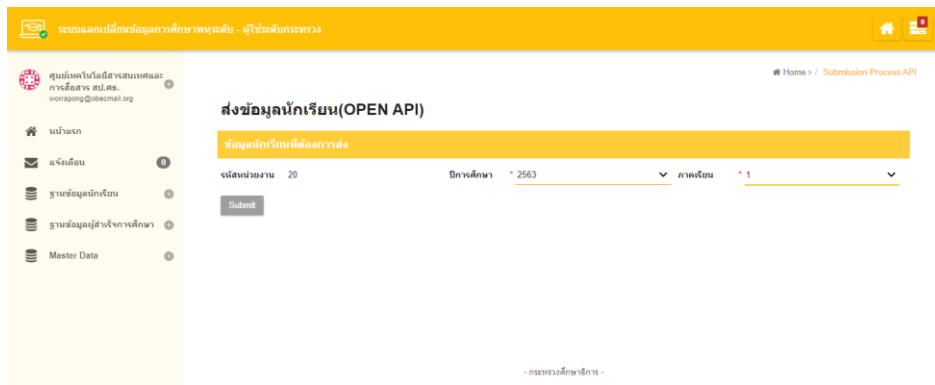 ระบบแลกเปลี่ยนข้อมูลการศึกษาพหุระดับ - ผู้ใช้ระดับกระทรวง
0
ศูนย์เทคโนโลยีสารสนเทศและ
การสื่อสาร สป.ศธ.
worrapong@obecmail.org
Home > / Submission Process API
ส่งข้อมูลนักเรียน(OPEN API)
หน้าแรก
ข้อมูลนักเรียนที่ต้องการส่ง
แจ้งเตือน 0
รหัสหน่วยงาน 20 ปีการศึกษา * 2563 ภาคเรียน * 1
ฐานข้อมูลนักเรียน
Submit
ฐานข้อมูลผู้สำเร็จการศึกษา
Master Data
- กระทรวงศึกษาธิการ -